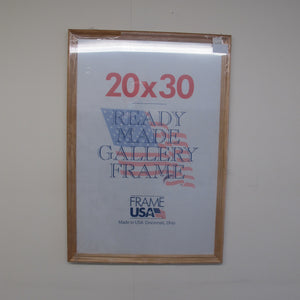 20x30
READY
MADE
GALLERY
FRAME
FRAME
USA
Made in USA Cincinnati, Ohio